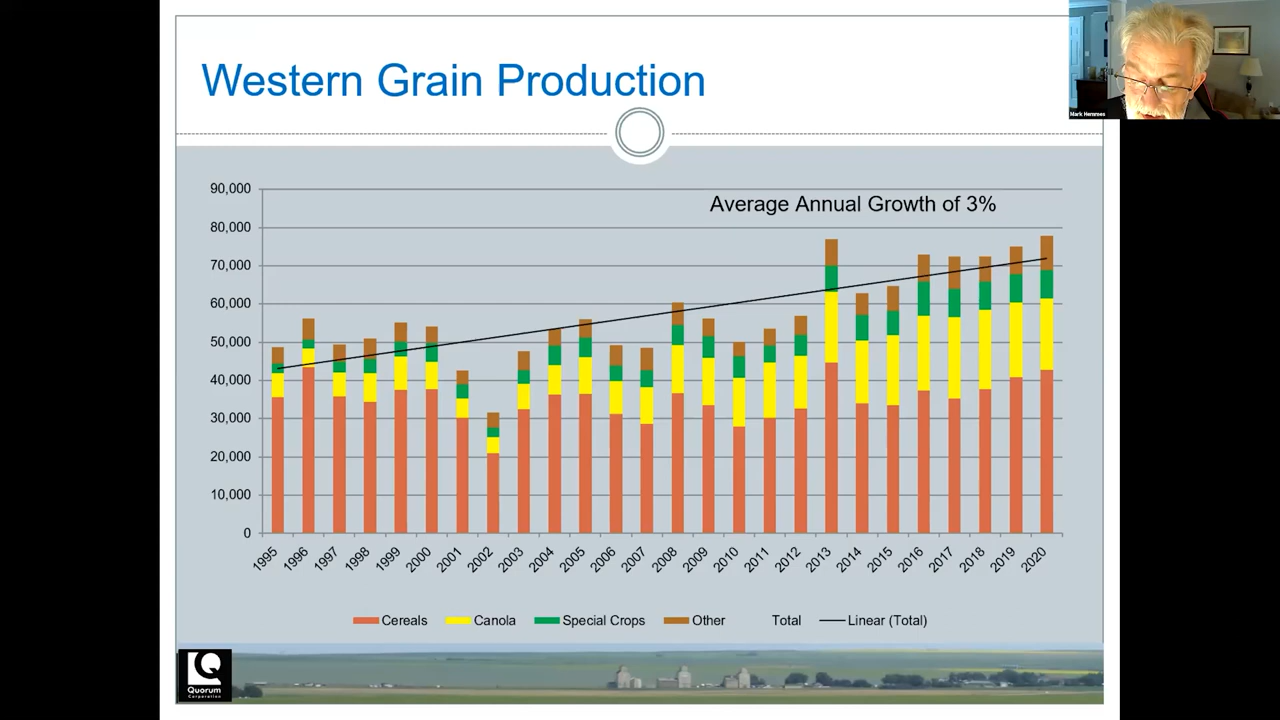 Western Grain Production
Mark Hemmes
Average Annual Growth of 3%
90,000
80,000
70,000
60,000
50,000
40,000
30,000
20,000
10,000
0
1995 1996 1997 1998 1999 2000 2001 2002 2003 2004 2005 2006 2007 2008 2009 2010 2011 2012 2013 2014 2015 2016 2017 2018 2019 2020
Cereals Canola Special Crops Other Total Linear (Total)
Quorum
Corporation